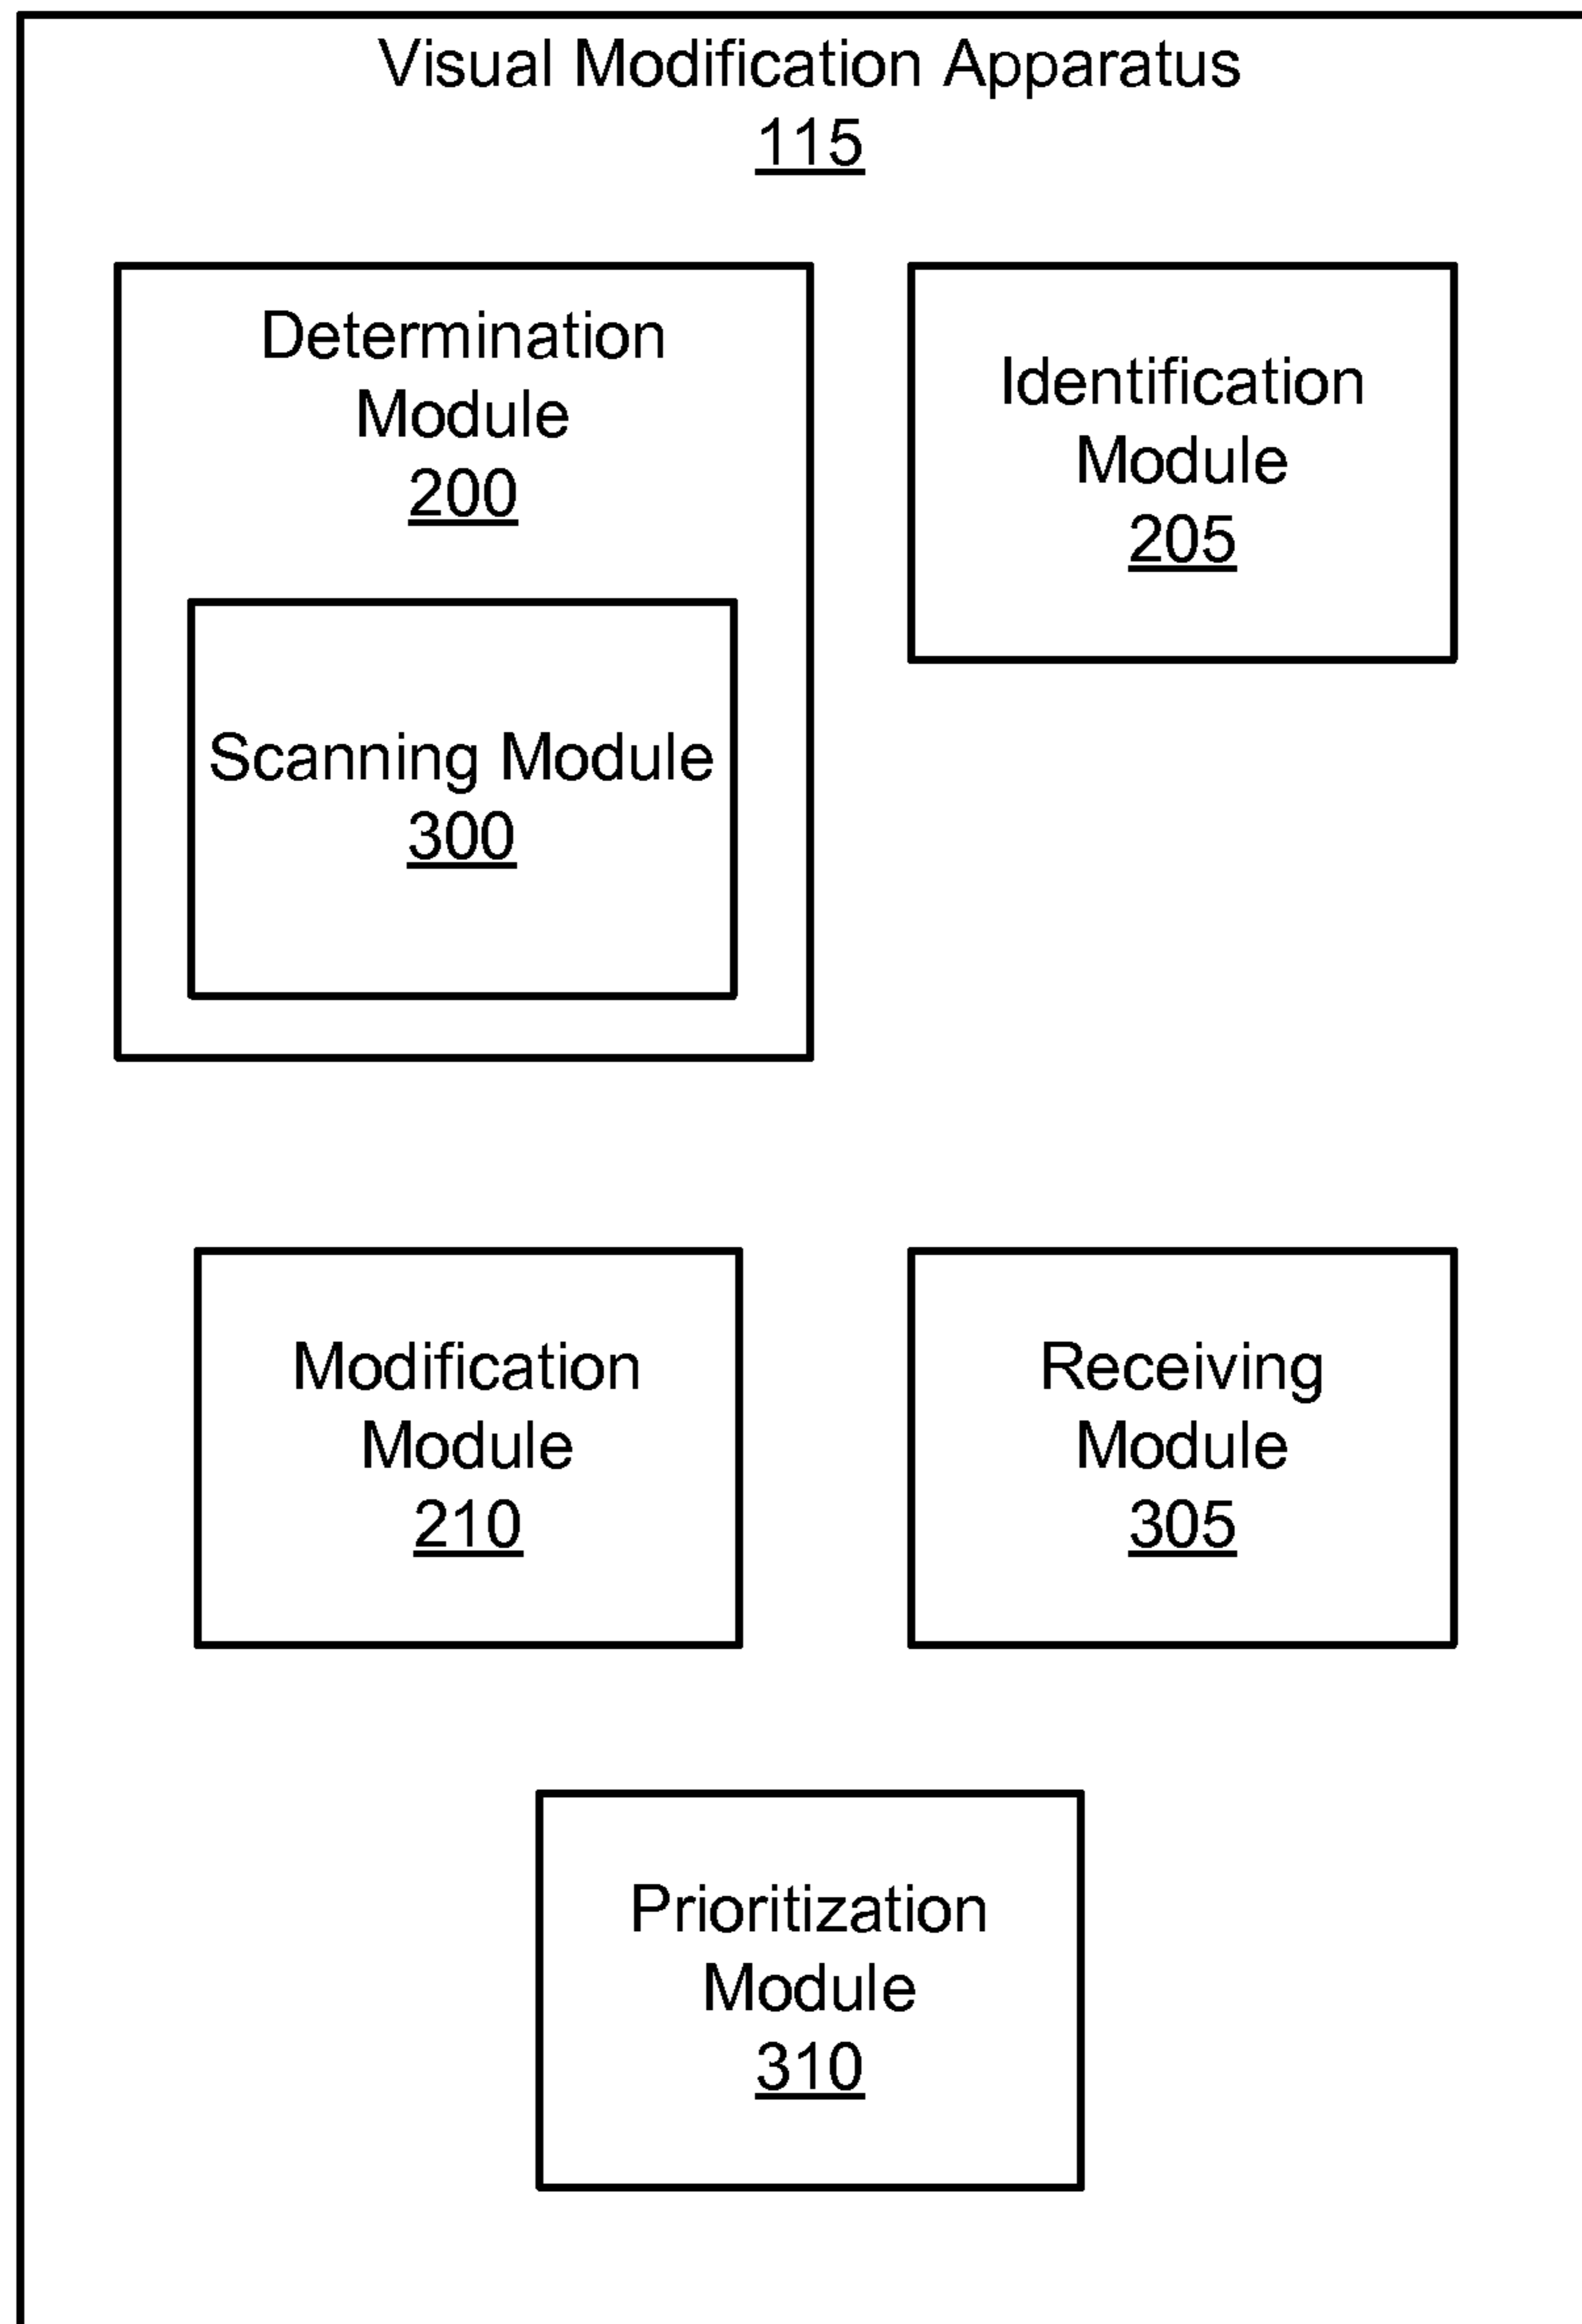 Visual Modification Apparatus
115
Determination
Module
200
Scanning Module
300
Identification
Module
205
Modification
Module
210
Receiving
Module
305
Prioritization
Module
310